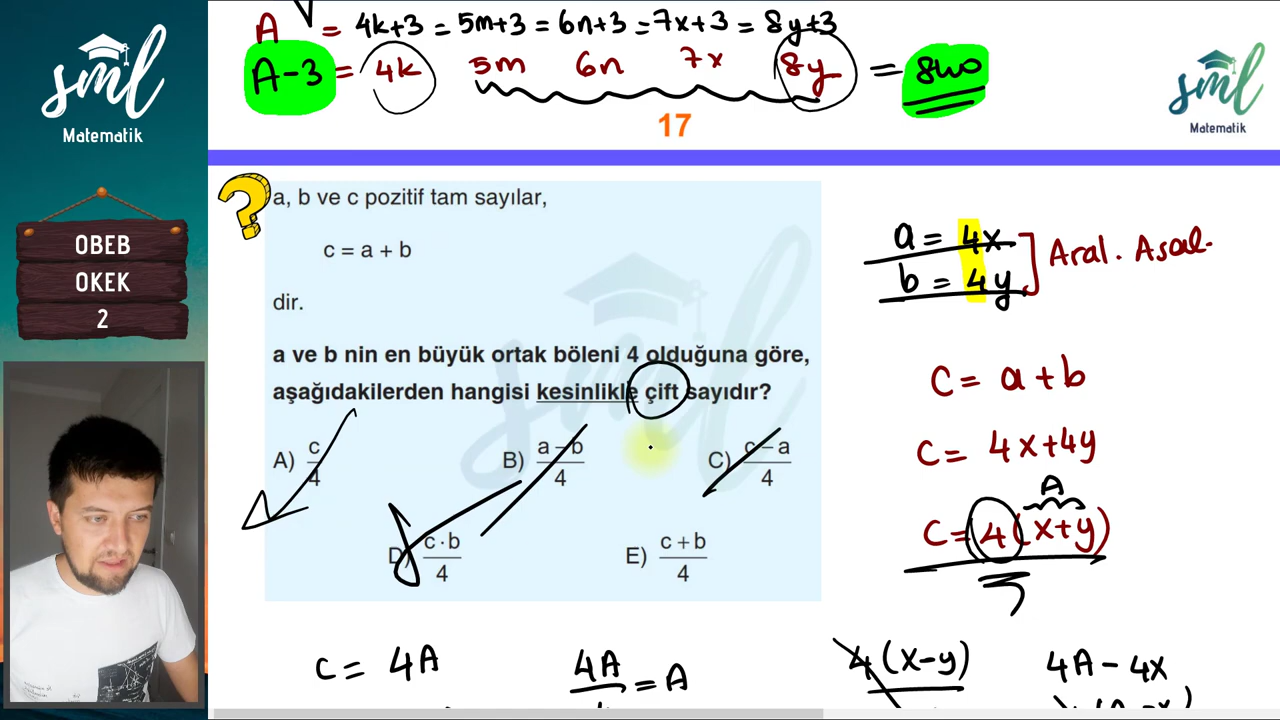 sml
Matematik
OBEB
OKEK
2
A = 4k+3 = 5m+3 = 6n+3 = 7x+3 = 8y+3
A-3 = 4k 5m 6n 7x 8y = 840
17
sml
Matematik
a, b ve c pozitif tam sayılar,
c = a + b
dir.
a ve b nin en büyük ortak böleni 4 olduğuna göre,
aşağıdakilerden hangisi kesinlikle çift sayıdır?
A) c/4 B) a – b/4 C) c – a/4
D) c · b/4 E) c + b/4
a = 4x
b = 4y
Aral. Asal.
c = a+b
c = 4x+4y
A
c = 4(x+y)
c = 4A
4A/4 = A
4(x-y)
4A - 4x